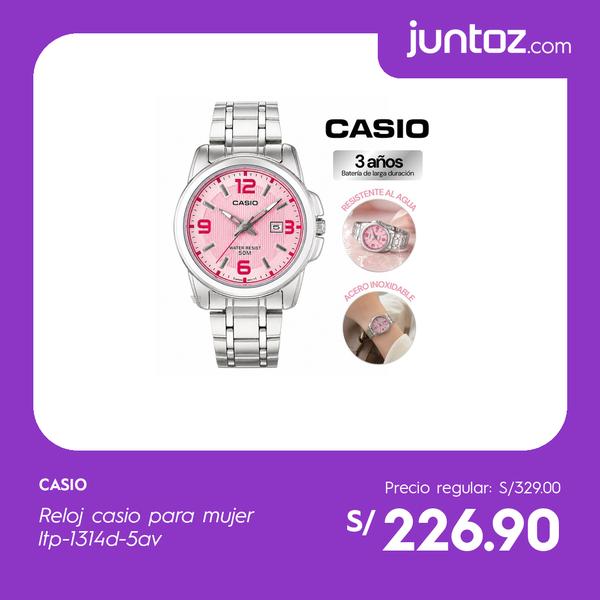 juntoz.com
CASIO
3 años
Batería de larga duración
RESISTENTE AL AGUA
ACERO INOXIDABLE
12
CASIO
9
3
5
WATER RESIST
50M
6
CASIO
Reloj casio para mujer
ltp-1314d-5av
Precio regular: S/329.00
S/ 226.90